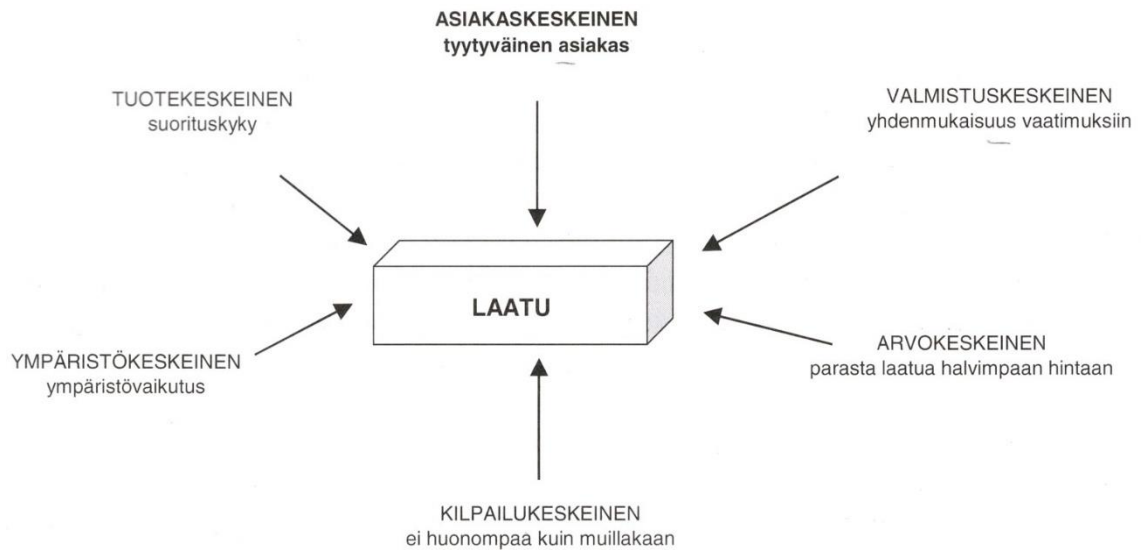 ASIAKASKESKEINEN
tyytyväinen asiakas
TUOTEKESKEINEN
suorituskyky
VALMISTUSKESKEINEN
yhdenmukaisuus vaatimuksiin
LAATU
YMPÄRISTÖKESKEINEN
ympäristövaikutus
ARVOKESKEINEN
parasta laatua halvimpaan hintaan
KILPAILUKESKEINEN
ei huonompaa kuin muillakaan